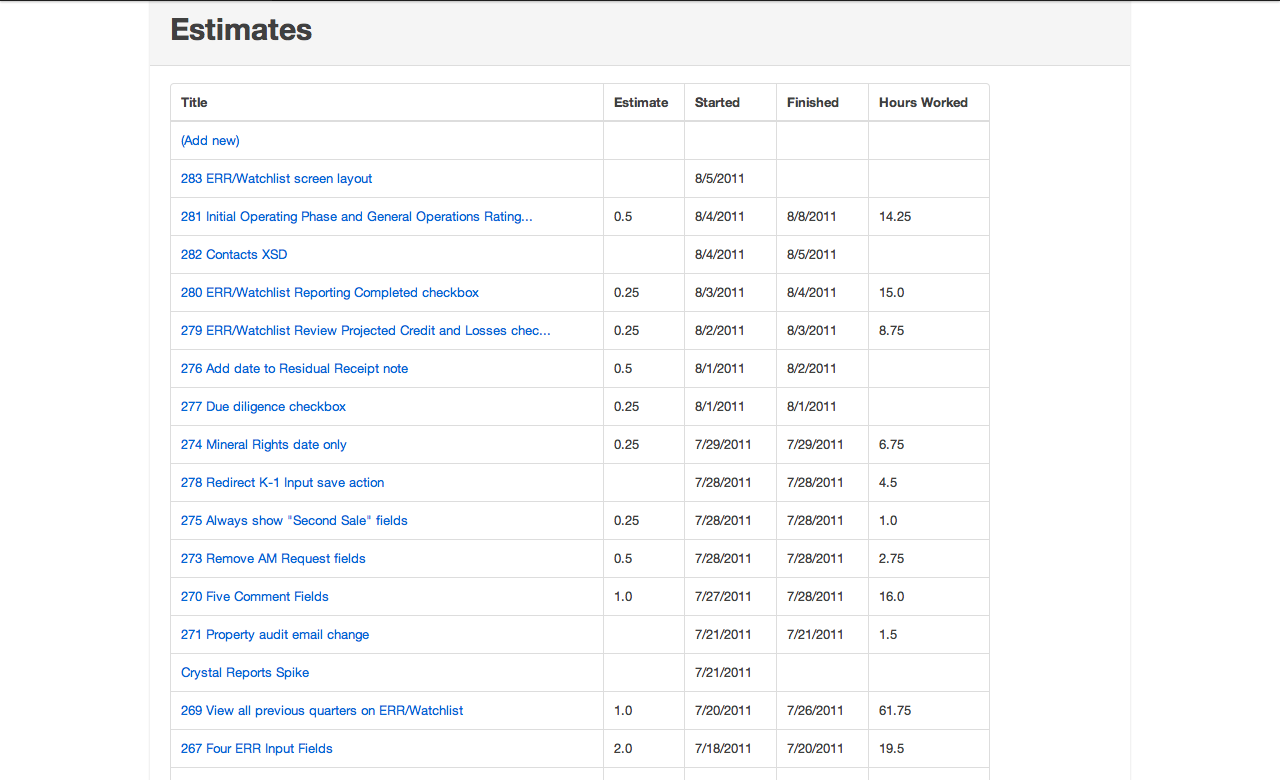 Estimates
Title Estimate Started Finished Hours Worked
(Add new)
283 ERR/Watchlist screen layout 8/5/2011
281 Initial Operating Phase and General Operations Rating... 0.5 8/4/2011 8/8/2011 14.25
282 Contacts XSD 8/4/2011 8/5/2011
280 ERR/Watchlist Reporting Completed checkbox 0.25 8/3/2011 8/4/2011 15.0
279 ERR/Watchlist Review Projected Credit and Losses chec... 0.25 8/2/2011 8/3/2011 8.75
276 Add date to Residual Receipt note 0.5 8/1/2011 8/2/2011
277 Due diligence checkbox 0.25 8/1/2011 8/1/2011
274 Mineral Rights date only 0.25 7/29/2011 7/29/2011 6.75
278 Redirect K-1 Input save action 7/28/2011 7/28/2011 4.5
275 Always show "Second Sale" fields 0.25 7/28/2011 7/28/2011 1.0
273 Remove AM Request fields 0.5 7/28/2011 7/28/2011 2.75
270 Five Comment Fields 1.0 7/27/2011 7/28/2011 16.0
271 Property audit email change 7/21/2011 7/21/2011 1.5
Crystal Reports Spike 7/21/2011
269 View all previous quarters on ERR/Watchlist 1.0 7/20/2011 7/26/2011 61.75
267 Four ERR Input Fields 2.0 7/18/2011 7/20/2011 19.5